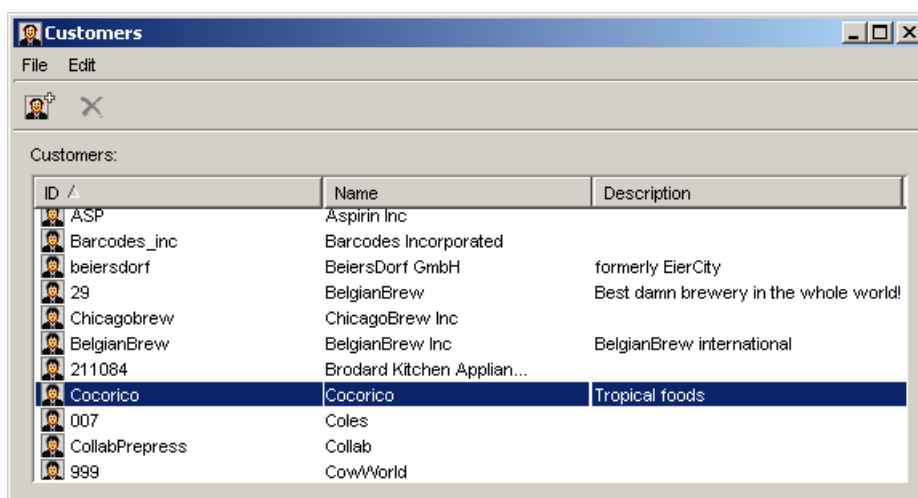 Customers
File Edit
Customers:
ID Name Description
ASP Aspirin Inc
Barcodes_inc Barcodes Incorporated
beiersdorf BeiersDorf GmbH formerly EierCity
29 BelgianBrew Best damn brewery in the whole world!
Chicagobrew ChicagoBrew Inc
BelgianBrew BelgianBrew Inc BelgianBrew international
211084 Brodard Kitchen Applian...
Cocorico Cocorico Tropical foods
007 Coles
CollabPrepress Collab
999 CowWorld